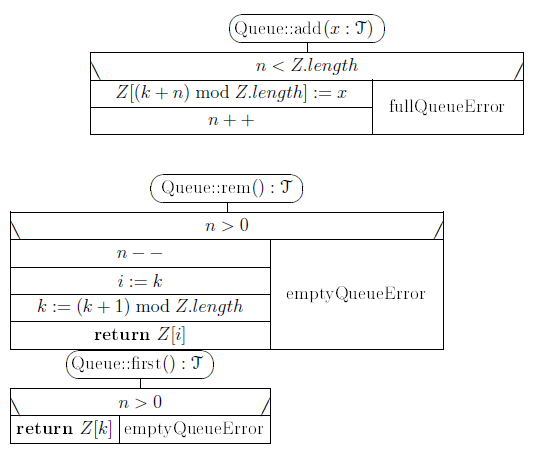 Queue::add(x : 𝒯)
n < Z.length
Z[(k + n) mod Z.length] := x
fullQueueError
n + +
Queue::rem() : 𝒯
n > 0
n − −
i := k
emptyQueueError
k := (k + 1) mod Z.length
return Z[i]
Queue::first() : 𝒯
n > 0
return Z[k]
emptyQueueError